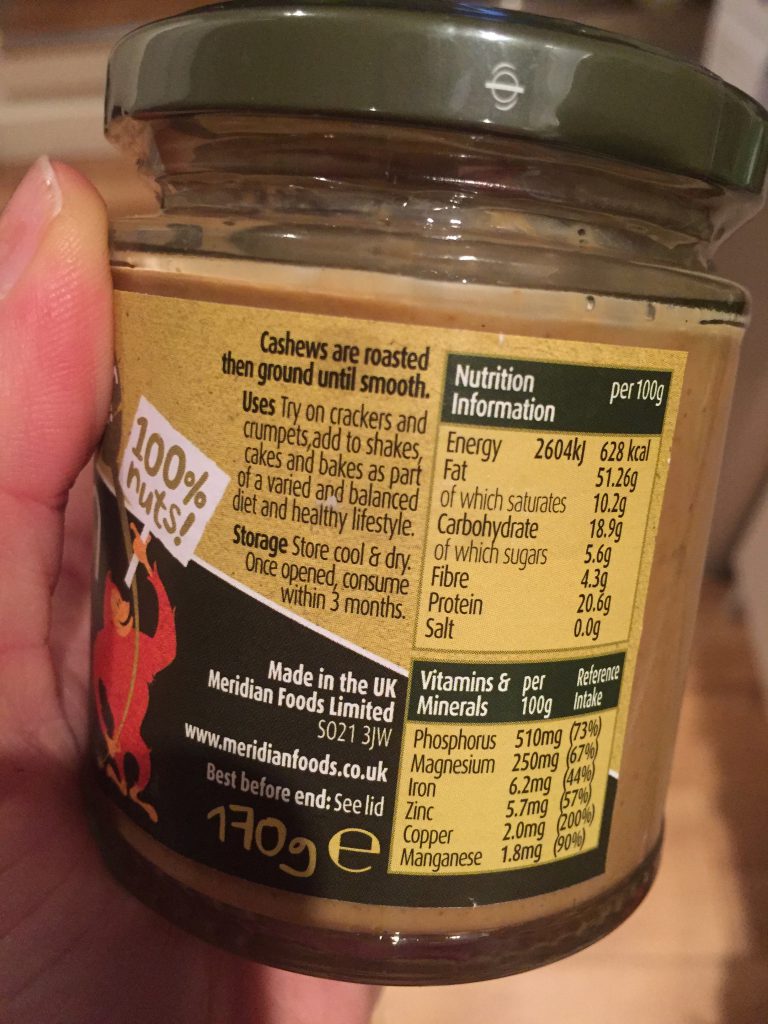 Cashews are roasted
then ground until smooth.
Uses Try on crackers and
crumpets,add to shakes,
cakes and bakes as part
of a varied and balanced
diet and healthy lifestyle.
Storage Store cool & dry.
Once opened, consume
within 3 months.
100%
nuts!
Made in the UK
Meridian Foods Limited
SO21 3JW
www.meridianfoods.co.uk
Best before end: See lid
170g e
Nutrition Information per 100g
Energy 2604kJ 628 kcal
Fat 51.26g
of which saturates 10.2g
Carbohydrate 18.9g
of which sugars 5.6g
Fibre 4.3g
Protein 20.6g
Salt 0.0g
Vitamins & Minerals per 100g Reference Intake
Phosphorus 510mg (73%)
Magnesium 250mg (67%)
Iron 6.2mg (44%)
Zinc 5.7mg (57%)
Copper 2.0mg (200%)
Manganese 1.8mg (90%)